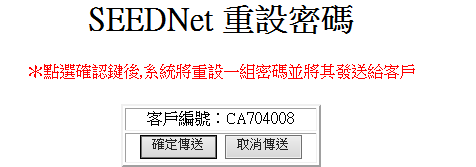 SEEDNet 重設密碼
※點選確認鍵後,系統將重設一組密碼並將其發送給客戶
客戶編號：CA704008
確定傳送 取消傳送